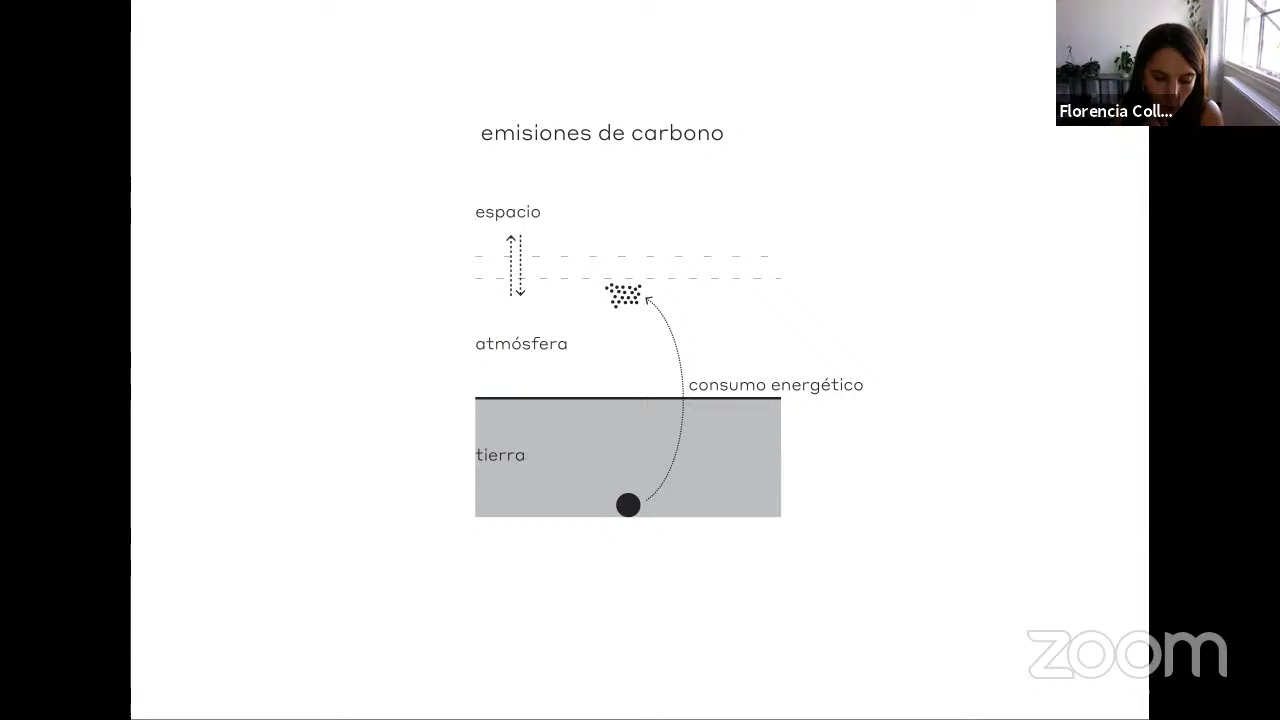 emisiones de carbono
espacio
atmósfera
consumo energético
tierra
Florencia Coll...
zoom